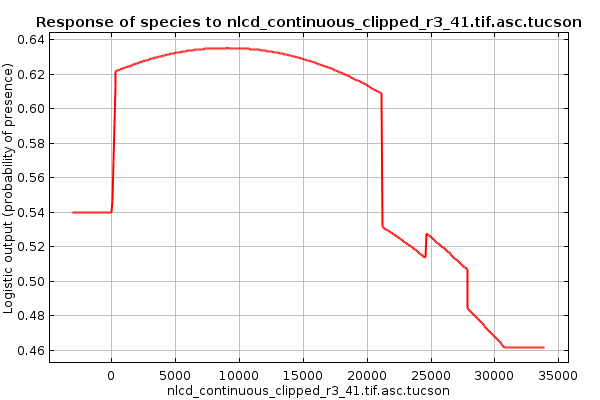 Response of species to nlcd_continuous_clipped_r3_41.tif.asc.tucson
Logistic output (probability of presence)
0.64
0.62
0.60
0.58
0.56
0.54
0.52
0.50
0.48
0.46
0 5000 10000 15000 20000 25000 30000 35000
nlcd_continuous_clipped_r3_41.tif.asc.tucson